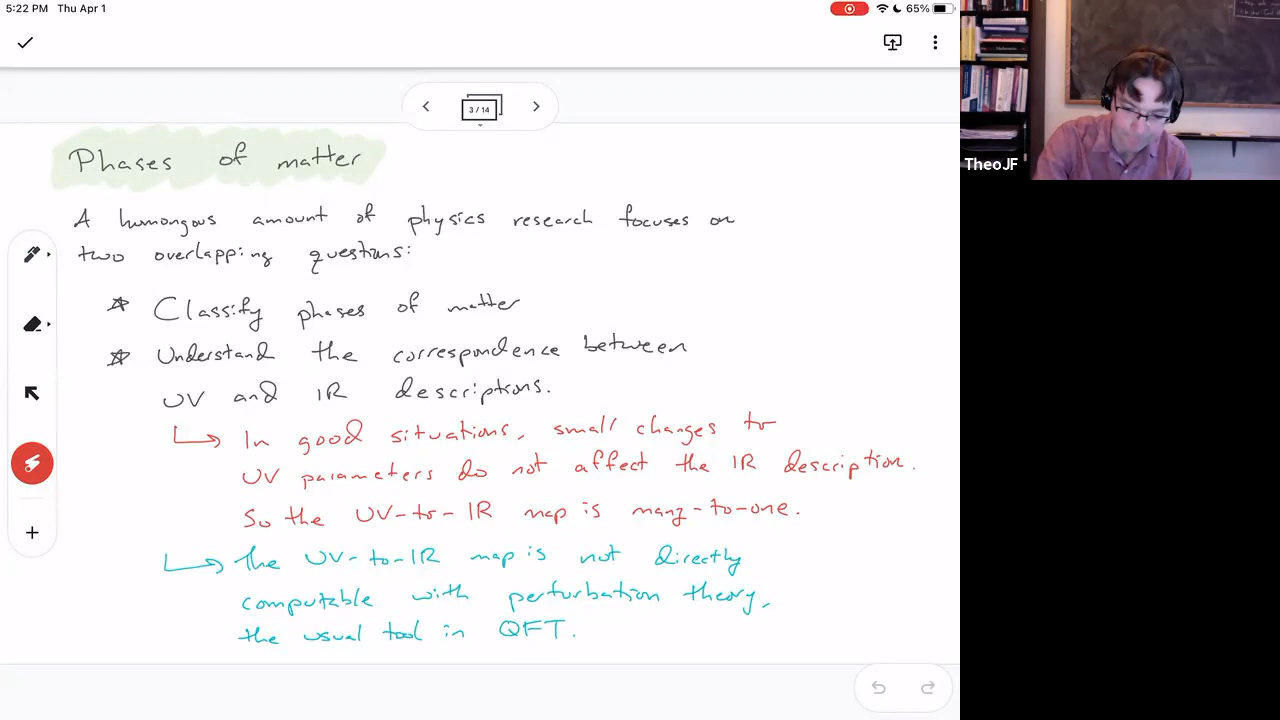 5:22 PM Thu Apr 1
65%
3 / 14
TheoJF
Phases of matter
A humongous amount of physics research focuses on
two overlapping questions:
☆ Classify phases of matter
☆ Understand the correspondence between
UV and IR descriptions.
↳ In good situations, small changes to
UV parameters do not affect the IR description.
So the UV-to-IR map is many-to-one.
↳ the UV-to-IR map is not directly
computable with perturbation theory,
the usual tool in QFT.